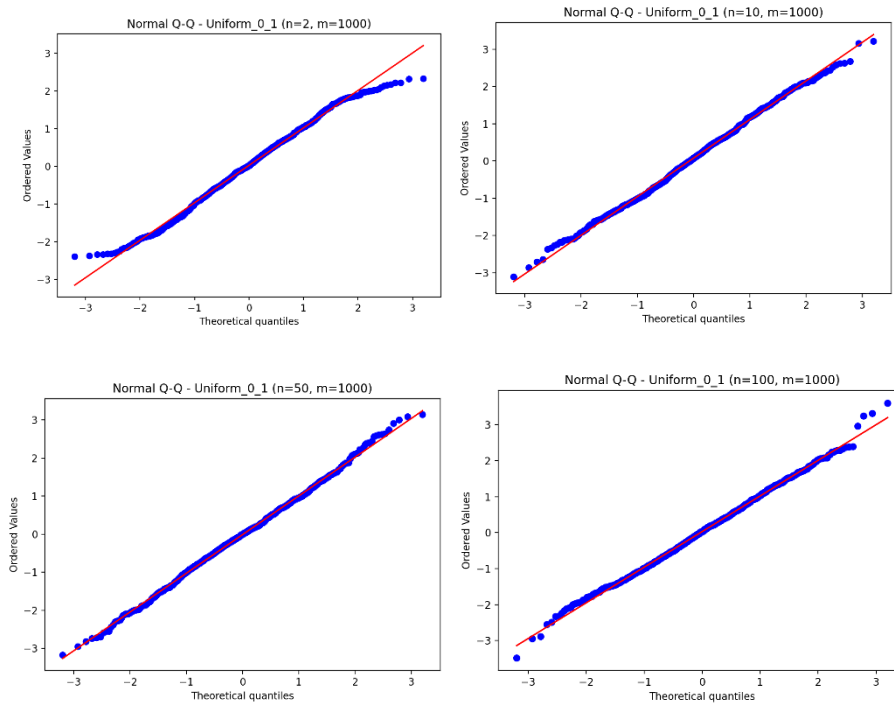 Normal Q-Q - Uniform_0_1 (n=2, m=1000)
3
2
1
0
−1
−2
−3
Ordered Values
−3 −2 −1 0 1 2 3
Theoretical quantiles
Normal Q-Q - Uniform_0_1 (n=10, m=1000)
3
2
1
0
−1
−2
−3
Ordered Values
−3 −2 −1 0 1 2 3
Theoretical quantiles
Normal Q-Q - Uniform_0_1 (n=50, m=1000)
3
2
1
0
−1
−2
−3
Ordered Values
−3 −2 −1 0 1 2 3
Theoretical quantiles
Normal Q-Q - Uniform_0_1 (n=100, m=1000)
3
2
1
0
−1
−2
−3
Ordered Values
−3 −2 −1 0 1 2 3
Theoretical quantiles